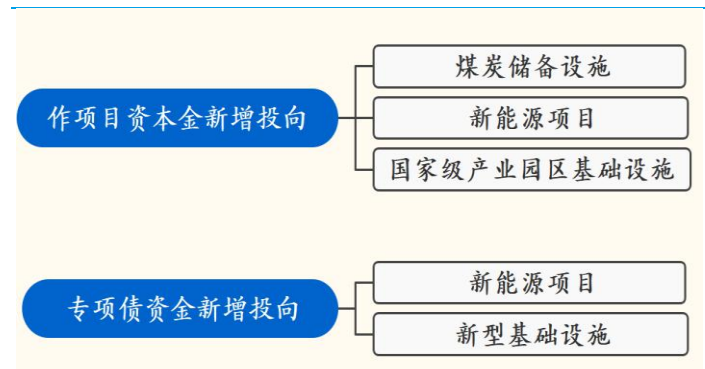 作项目资本金新增投向
煤炭储备设施
新能源项目
国家级产业园区基础设施
专项债资金新增投向
新能源项目
新型基础设施